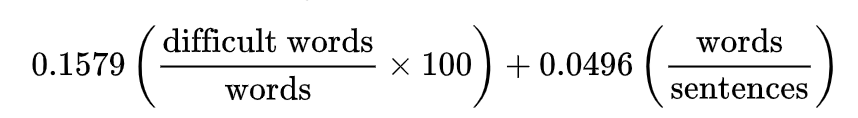 0.1579 (difficult words / words × 100) + 0.0496 (words / sentences)